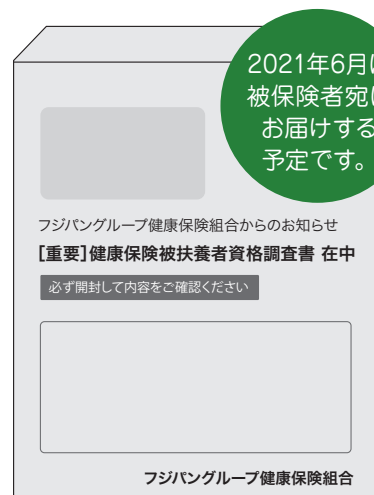 2021年6月
被保険者宛
お届けする
予定です。
フジパングループ健康保険組合からのお知らせ
[重要]健康保険被扶養者資格調査書 在中
必ず開封して内容をご確認ください
フジパングループ健康保険組合